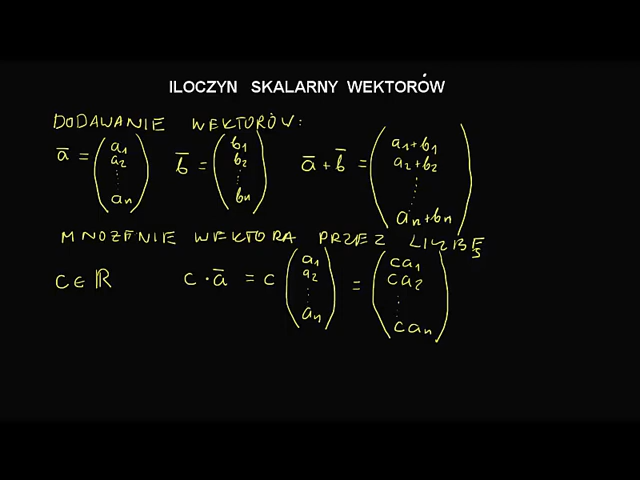 ILOCZYN SKALARNY WEKTORÓW
DODAWANIE WEKTORÓW:
a̅ = (a₁ a₂ ⋮ aₙ) b̅ = (b₁ b₂ ⋮ bₙ) a̅ + b̅ = (a₁+b₁ a₂+b₂ ⋮ aₙ+bₙ)
MNOŻENIE WEKTORA PRZEZ LICZBĘ
C ∈ ℝ C · a̅ = C (a₁ a₂ ⋮ aₙ) = (ca₁ ca₂ ⋮ caₙ)